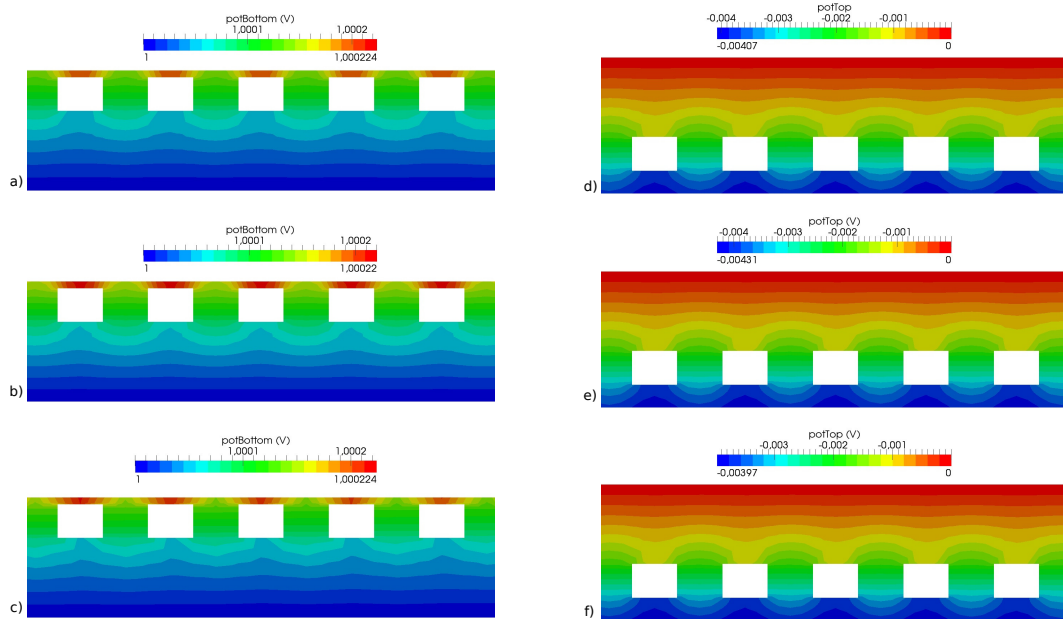 potBottom (V)
1,0001 1,0002
1 1,000224
a)
potBottom (V)
1,0001 1,0002
1 1,00022
b)
potBottom (V)
1,0001 1,0002
1 1,000224
c)
potTop
-0.004 -0.003 -0.002 -0.001
-0.00407 0
d)
potTop (V)
-0.004 -0.003 -0.002 -0.001
-0.00431 0
e)
potTop (V)
-0.003 -0.002 -0.001
-0.00397 0
f)